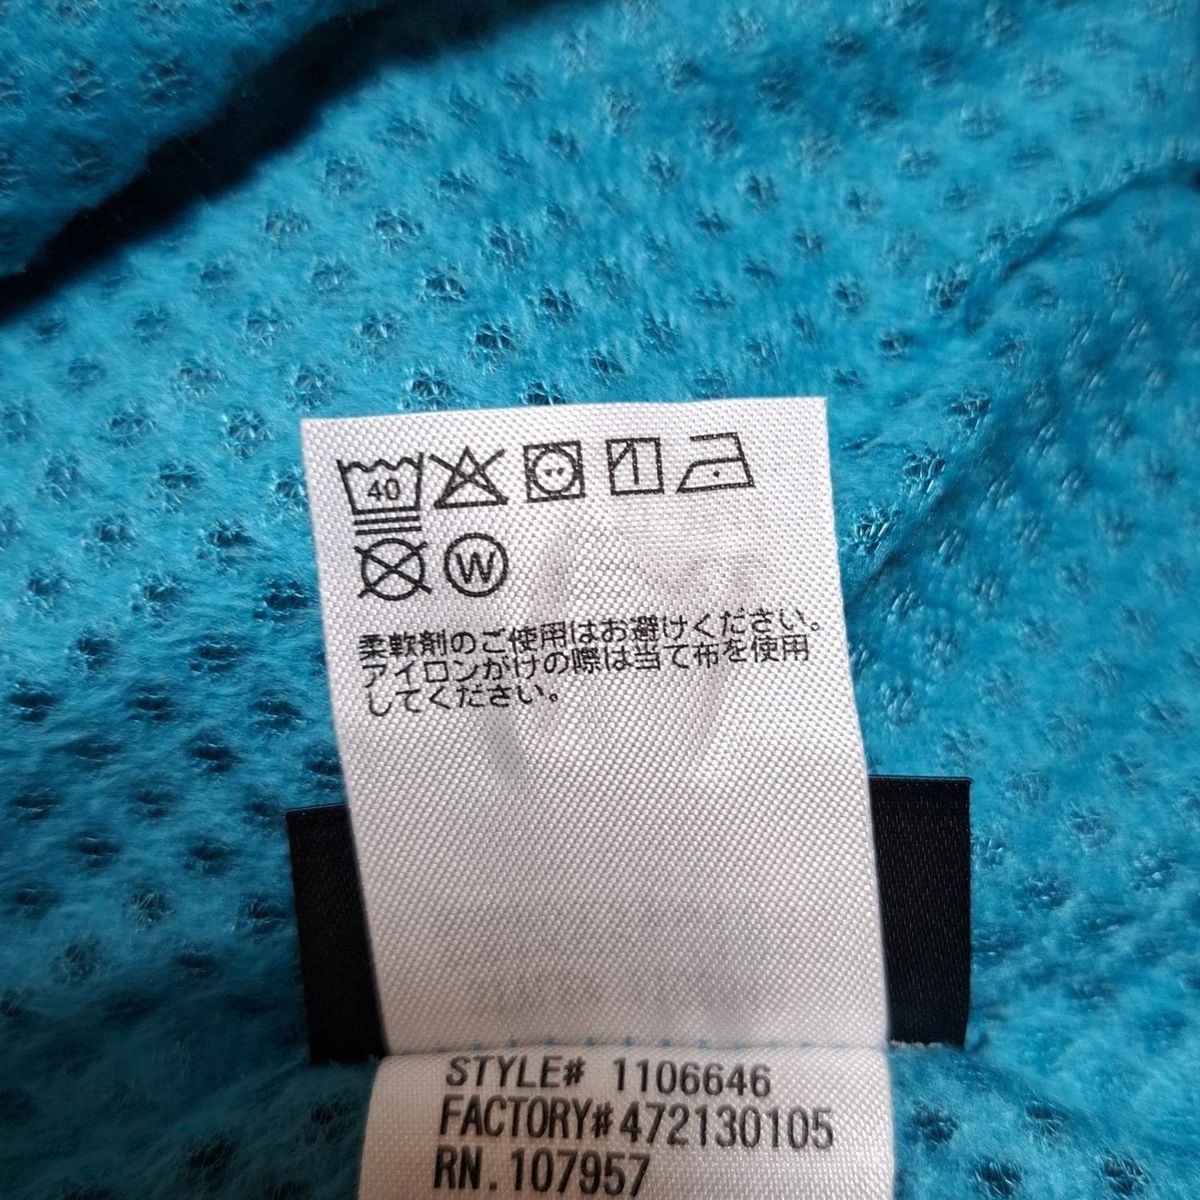 40
W
柔軟剤のご使用はお避けください。
アイロンがけの際は当て布を使用
してください。
STYLE# 1106646
FACTORY#472130105
RN.107957